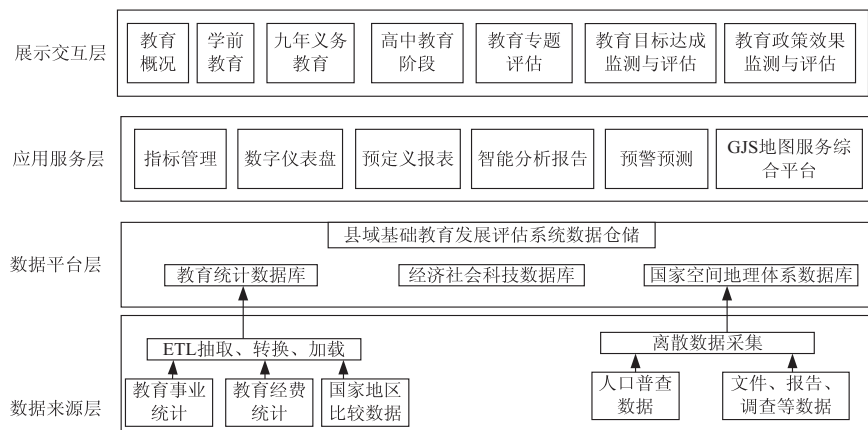 展示交互层
教育
概况
学前
教育
九年义务
教育
高中教育
阶段
教育专题
评估
教育目标达成
监测与评估
教育政策效果
监测与评估
应用服务层
指标管理
数字仪表盘
预定义报表
智能分析报告
预警预测
GJS地图服务综
合平台
数据平台层
县域基础教育发展评估系统数据仓储
教育统计数据库
经济社会科技数据库
国家空间地理体系数据库
数据来源层
ETL抽取、转换、加载
离散数据采集
教育事业
统计
教育经费
统计
国家地区
比较数据
人口普查
数据
文件、报告、
调查等数据